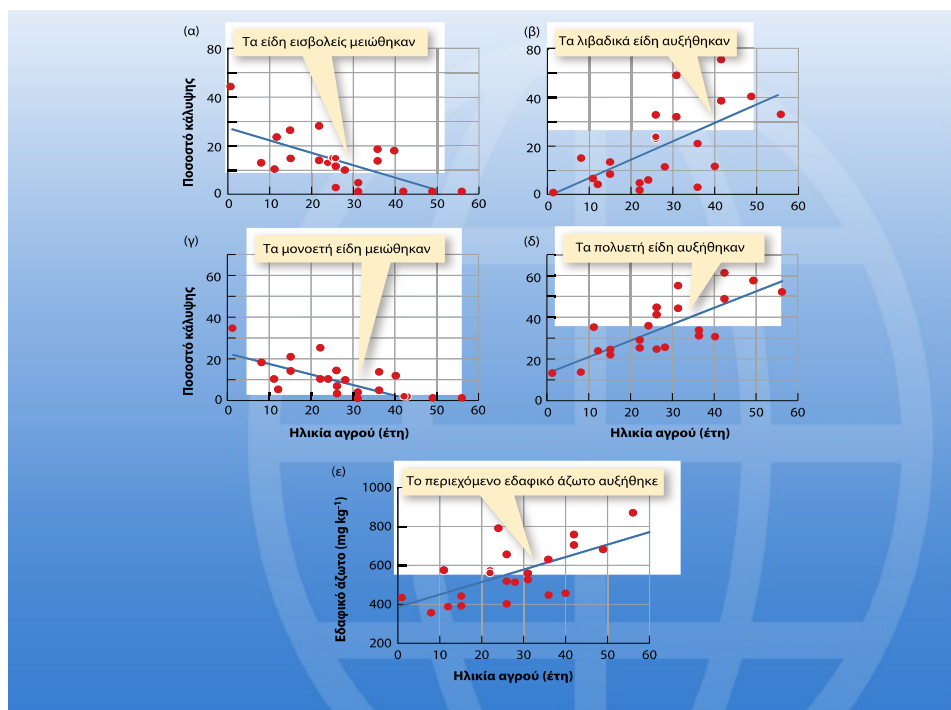 (α)
Τα είδη εισβολείς μειώθηκαν
Ποσοστό κάλυψης
80
40
20
0
0 10 20 30 40 50 60
(β)
Τα λιβαδικά είδη αυξήθηκαν
80
40
20
0
0 10 20 30 40 50 60
(γ)
Τα μονοετή είδη μειώθηκαν
Ποσοστό κάλυψης
60
40
20
0
0 10 20 30 40 50 60
Ηλικία αγρού (έτη)
(δ)
Τα πολυετή είδη αυξήθηκαν
60
40
20
0
0 10 20 30 40 50 60
Ηλικία αγρού (έτη)
(ε)
Το περιεχόμενο εδαφικό άζωτο αυξήθηκε
Εδαφικό άζωτο (mg kg⁻¹)
1000
800
600
400
200
0 10 20 30 40 50 60
Ηλικία αγρού (έτη)